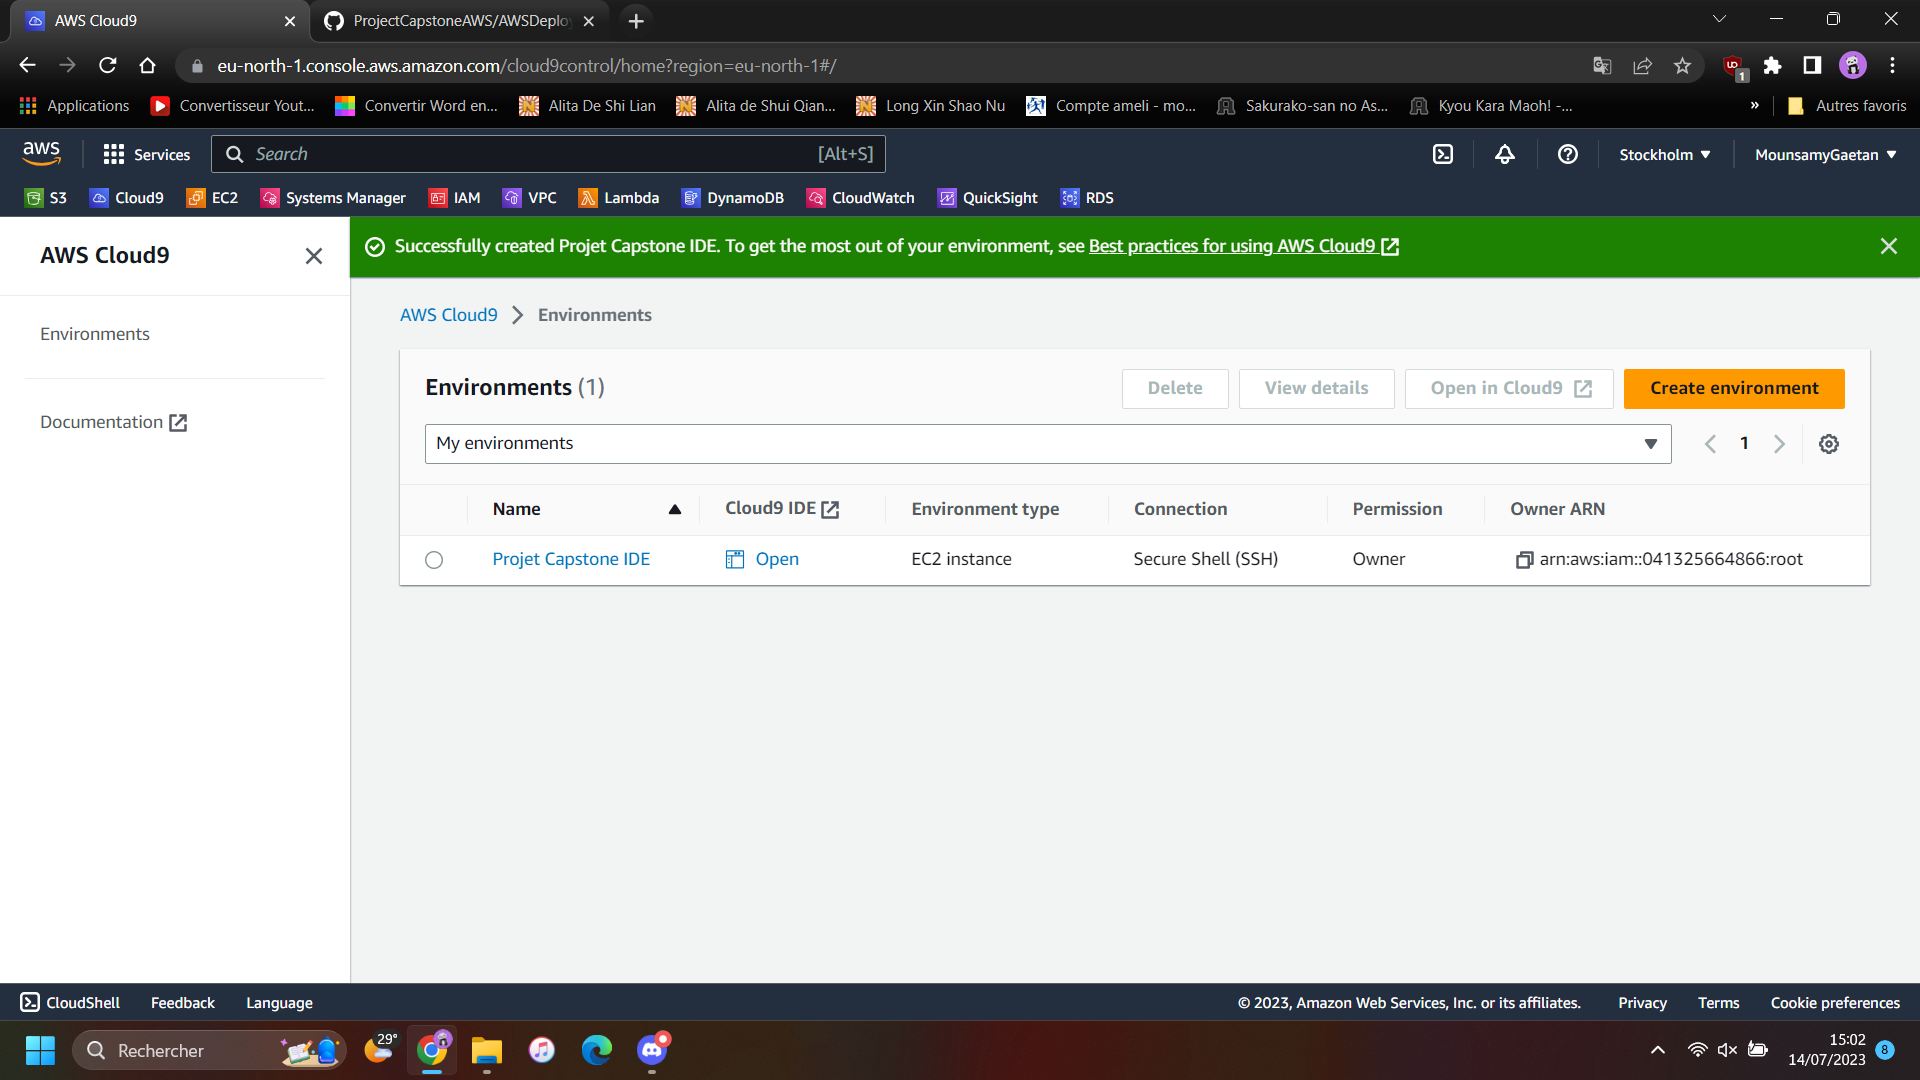 AWS Cloud9
ProjectCapstoneAWS/AWSDeplo
eu-north-1.console.aws.amazon.com/cloud9control/home?region=eu-north-1#/
1
Applications
Convertisseur Yout...
Convertir Word en...
Alita De Shi Lian
Alita de Shui Qian...
Long Xin Shao Nu
Compte ameli - mo...
Sakurako-san no As...
Kyou Kara Maoh! -...
»
Autres favoris
aws
Services
Search
[Alt+S]
Stockholm
MounsamyGaetan
S3
Cloud9
EC2
Systems Manager
IAM
VPC
Lambda
DynamoDB
CloudWatch
QuickSight
RDS
AWS Cloud9
Environments
Documentation
Successfully created Projet Capstone IDE. To get the most out of your environment, see Best practices for using AWS Cloud9
AWS Cloud9
Environments
Environments (1)
Delete
View details
Open in Cloud9
Create environment
My environments
1
Name
Cloud9 IDE
Environment type
Connection
Permission
Owner ARN
Projet Capstone IDE
Open
EC2 instance
Secure Shell (SSH)
Owner
arn:aws:iam::041325664866:root
CloudShell
Feedback
Language
© 2023, Amazon Web Services, Inc. or its affiliates.
Privacy
Terms
Cookie preferences
Rechercher
29°
15:02
14/07/2023
8